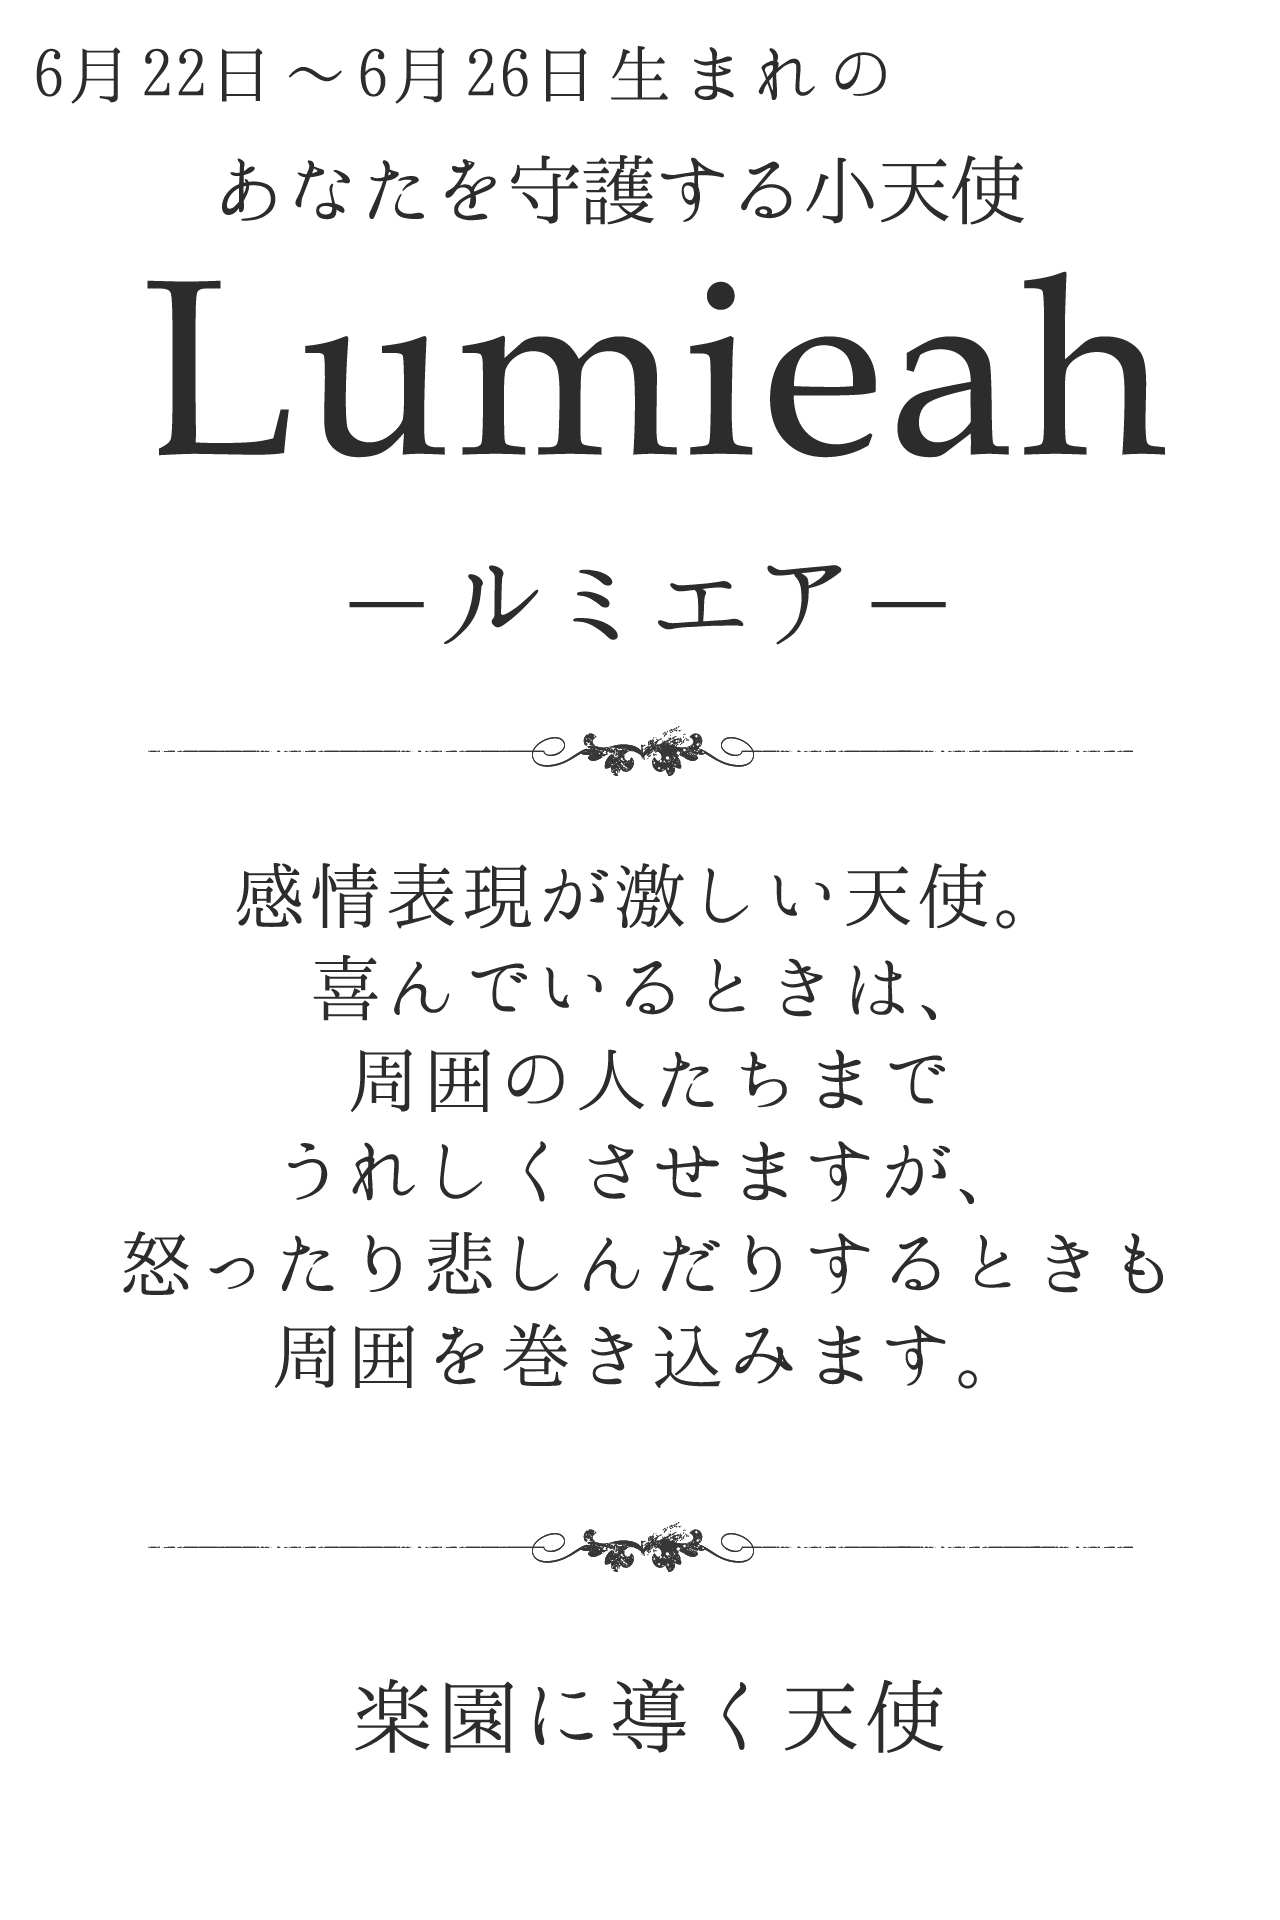 6月22日～6月26日生まれの
あなたを守護する小天使
Lumieah
―ルミエア―
感情表現が激しい天使。
喜んでいるときは、
周囲の人たちまで
うれしくさせますが、
怒ったり悲しんだりするときも
周囲を巻き込みます。
楽園に導く天使